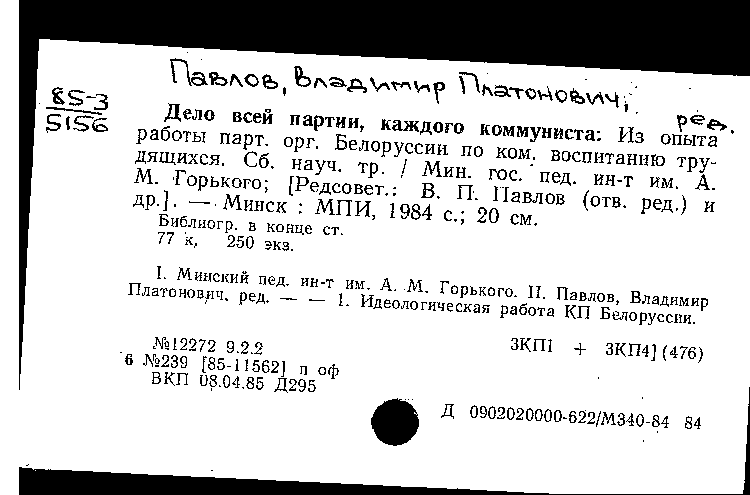 Павлов, Владимир Платонович, ред.
85-3
5156
Дело всей партии, каждого коммуниста: Из опыта
работы парт. орг. Белоруссии по ком. воспитанию тру-
дящихся. Сб. науч. тр. / Мин. гос. пед. ин-т им. А.
М. Горького; [Редсовет.: В. П. Павлов (отв. ред.) и
др.]. — Минск : МПИ, 1984 с.; 20 см.
Библиогр. в конце ст.
77 к, 250 экз.
I. Минский пед. ин-т им. А. М. Горького. II. Павлов, Владимир
Платонович, ред. — — 1. Идеологическая работа КП Белоруссии.
№12272 9.2.2 3КП1 + 3КП4] (476)
6 №239 [85-11562] п оф
ВКП 08.04.85 Д295
Д 0902020000-622/М340-84 84